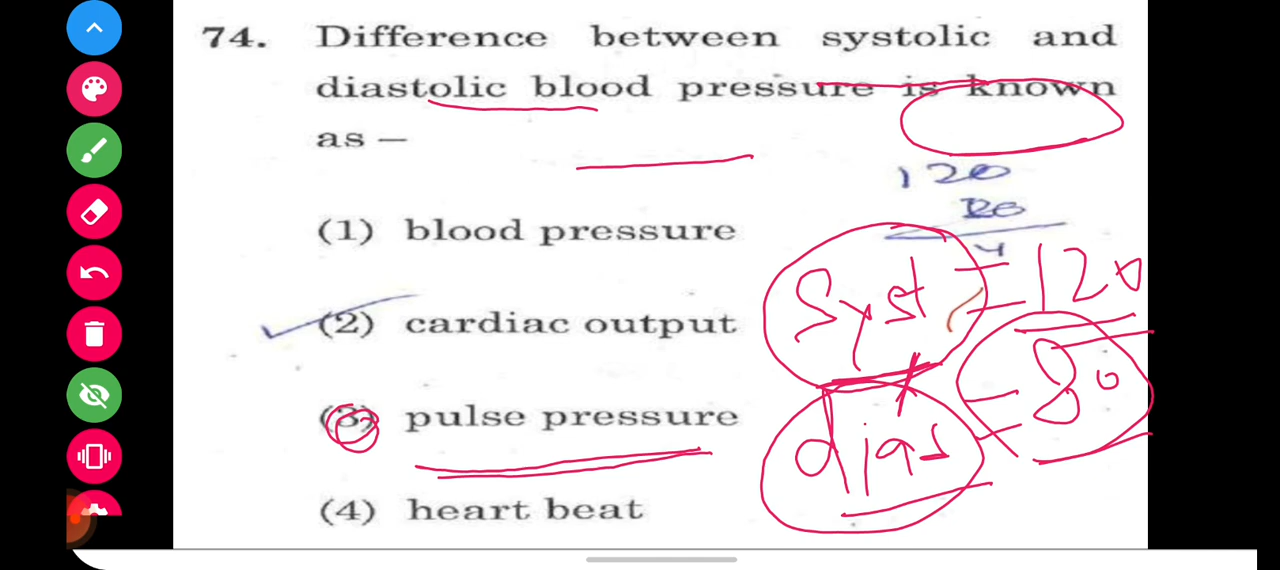 74. Difference between systolic and
diastolic blood pressure is known
as —
120
(1) blood pressure
Syst = 120
(2) cardiac output
= 80
(3) pulse pressure
dias
(4) heart beat